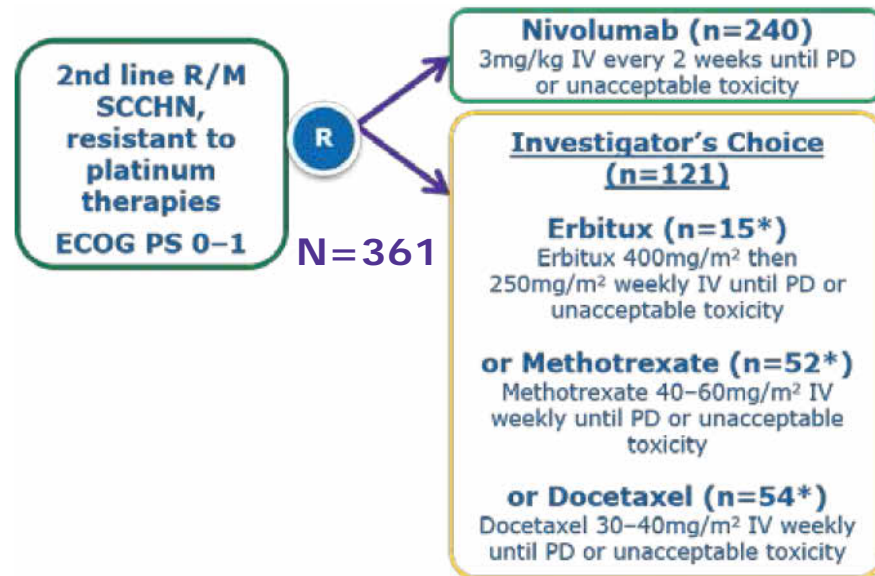 2nd line R/M
SCCHN,
resistant to
platinum
therapies
ECOG PS 0–1
R
N=361
Nivolumab (n=240)
3mg/kg IV every 2 weeks until PD
or unacceptable toxicity
Investigator's Choice
(n=121)
Erbitux (n=15*)
Erbitux 400mg/m² then
250mg/m² weekly IV until PD or
unacceptable toxicity
or Methotrexate (n=52*)
Methotrexate 40–60mg/m² IV
weekly until PD or unacceptable
toxicity
or Docetaxel (n=54*)
Docetaxel 30–40mg/m² IV weekly
until PD or unacceptable toxicity